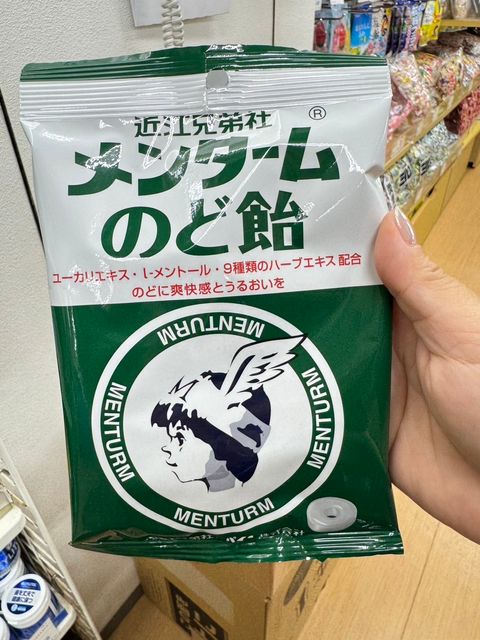 近江兄弟社
®
メンターム
のど飴
ユーカリエキス・l-メントール・9種類のハーブエキス配合
のどに爽快感とうるおいを
MENTURM
MENTURM
MENTURM
MENTURM